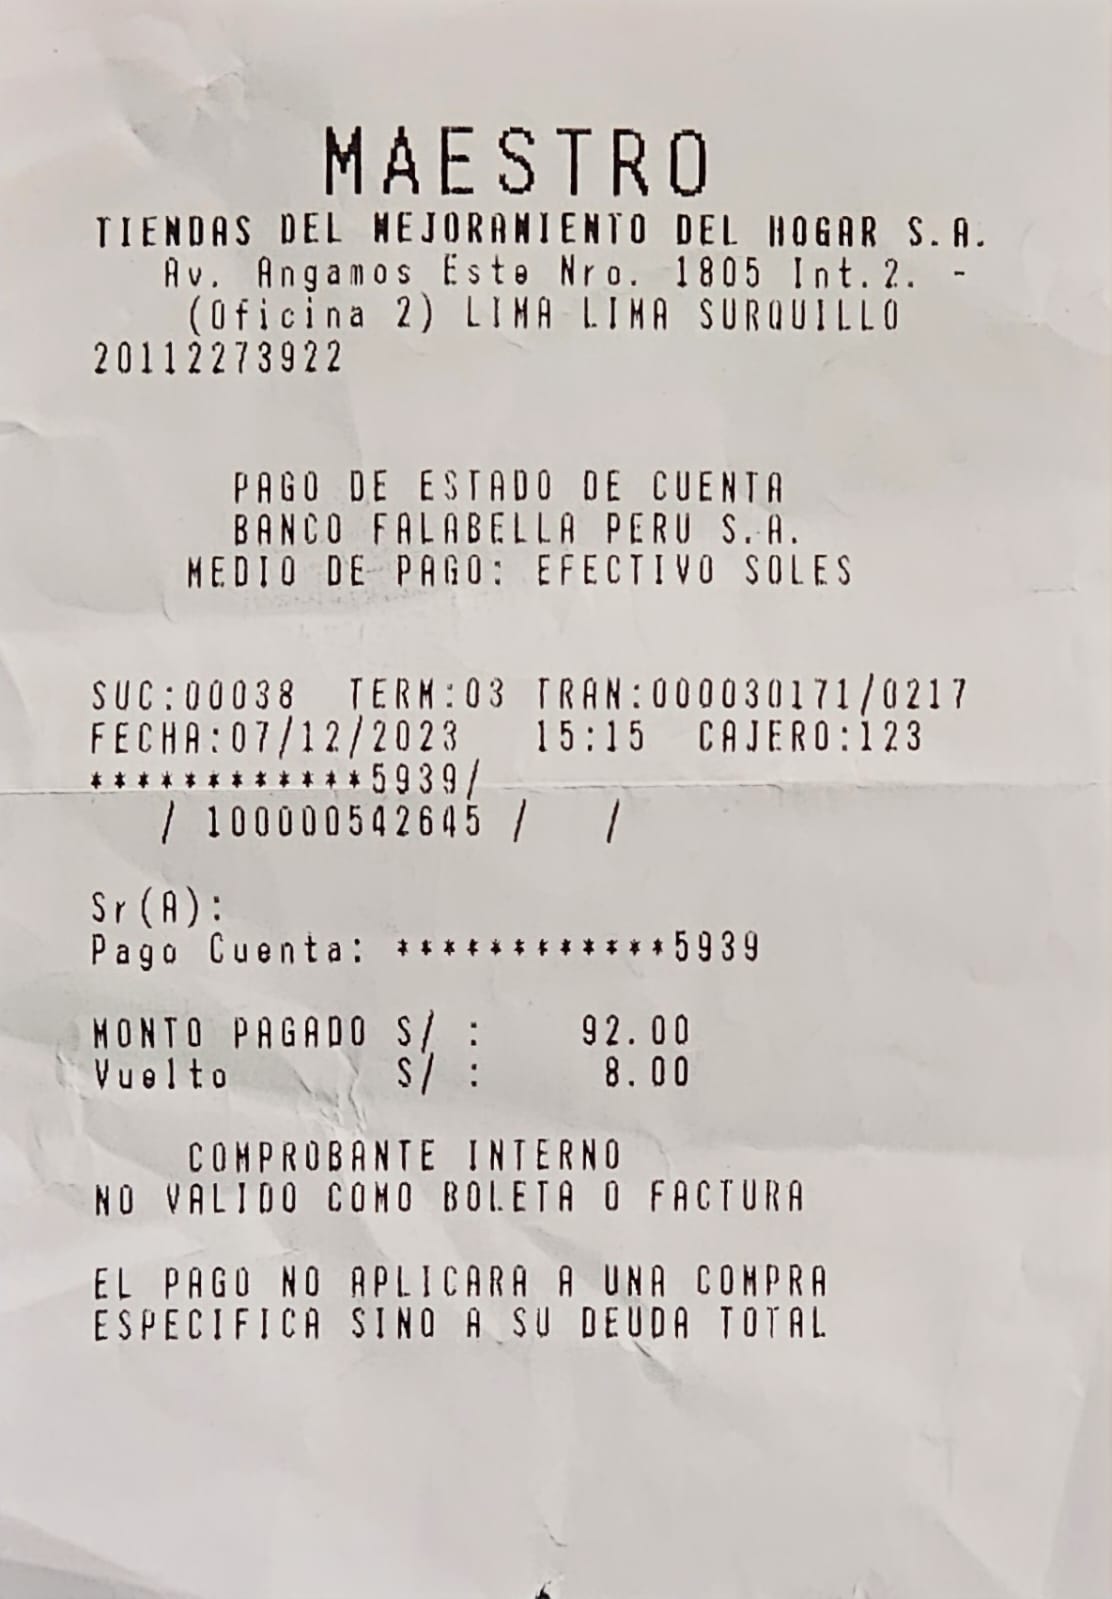 MAESTRO
TIENDAS DEL MEJORAMIENTO DEL HOGAR S.A.
Av. Angamos Este Nro. 1805 Int.2. -
(Oficina 2) LIMA LIMA SURQUILLO
20112273922
PAGO DE ESTADO DE CUENTA
BANCO FALABELLA PERU S.A.
MEDIO DE PAGO: EFECTIVO SOLES
SUC:00038 TERM:03 TRAN:000030171/0217
FECHA:07/12/2023 15:15 CAJERO:123
************5939/
/ 100000542645 / /
Sr(A):
Pago Cuenta: ************5939
MONTO PAGADO S/ : 92.00
Vuelto S/ : 8.00
COMPROBANTE INTERNO
NO VALIDO COMO BOLETA O FACTURA
EL PAGO NO APLICARA A UNA COMPRA
ESPECIFICA SINO A SU DEUDA TOTAL